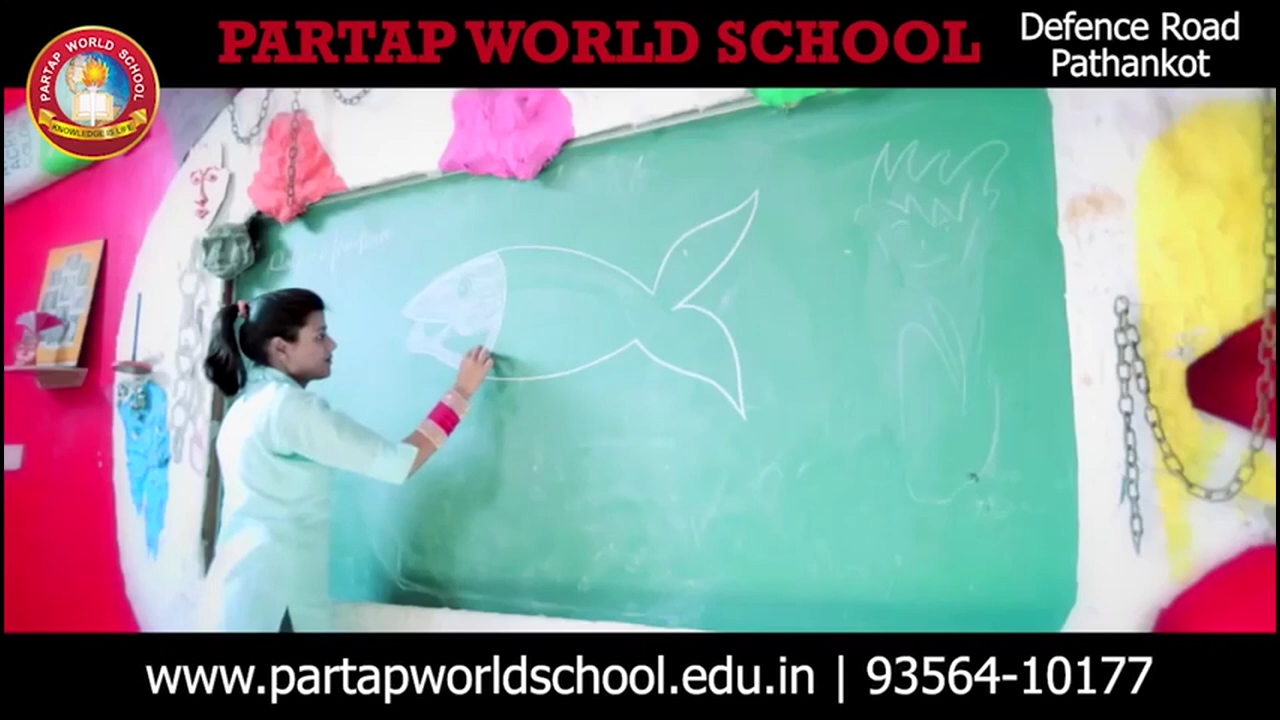 PARTAP WORLD SCHOOL
Defence Road
Pathankot
PARTAP WORLD SCHOOL
KNOWLEDGE IS LIFE
www.partapworldschool.edu.in | 93564-10177